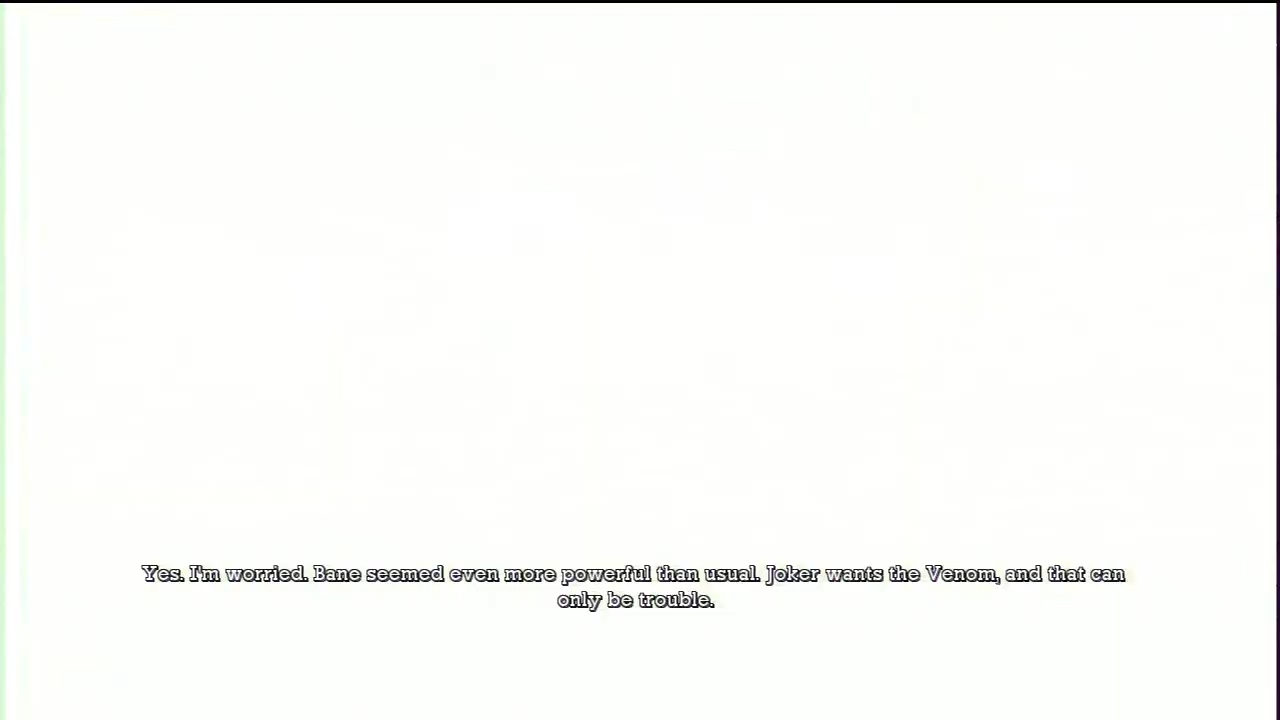 Yes. I'm worried. Bane seemed even more powerful than usual. Joker wants the Venom, and that can
only be trouble.